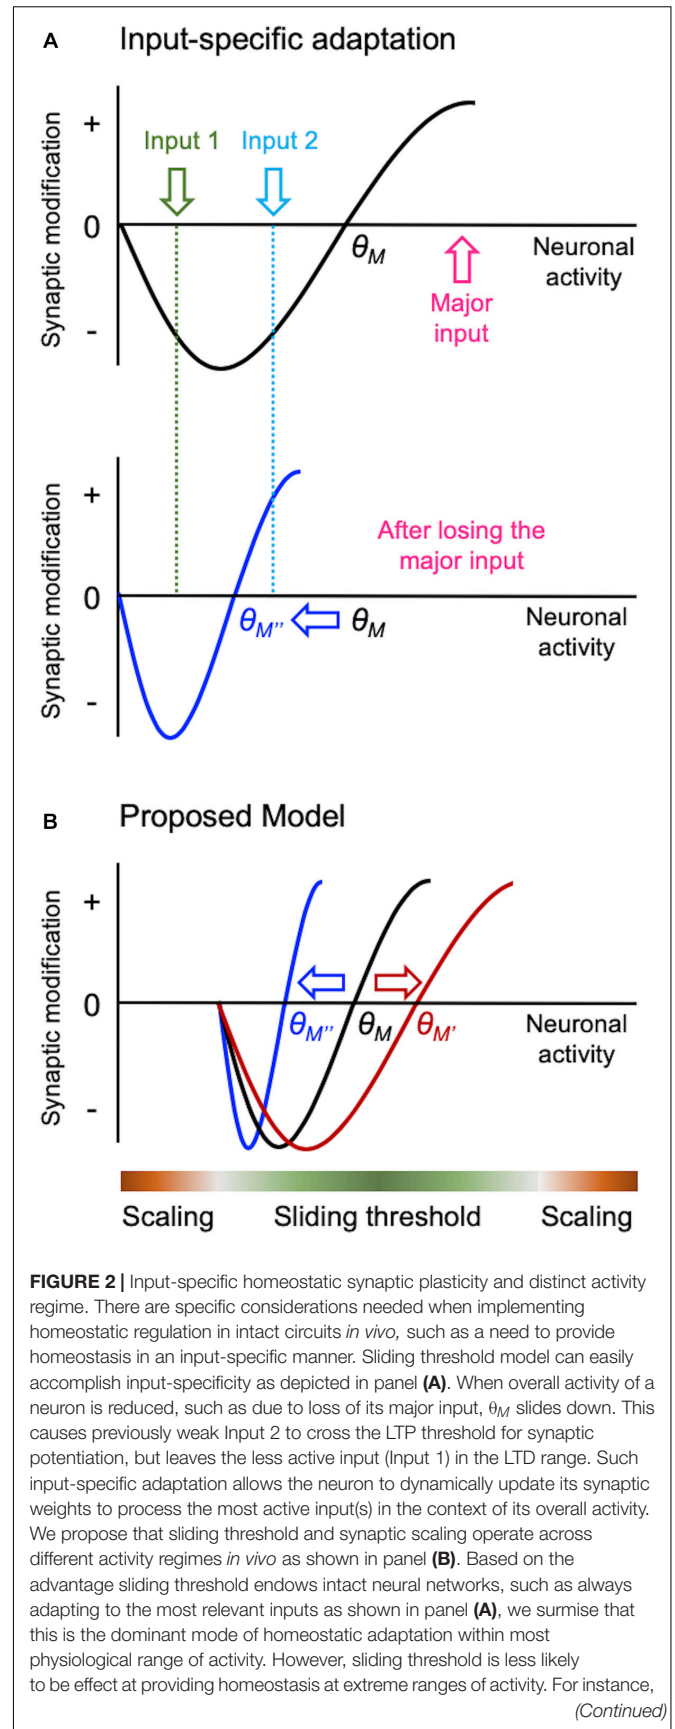 A Input-specific adaptation
Synaptic modification
+
0
-
Input 1 Input 2
θM
Neuronal
activity
Major
input
Synaptic modification
+
0
-
After losing the
major input
θM'' θM
Neuronal
activity
B Proposed Model
Synaptic modification
+
0
-
θM'' θM θM'
Neuronal
activity
Scaling Sliding threshold Scaling
FIGURE 2 | Input-specific homeostatic synaptic plasticity and distinct activity
regime. There are specific considerations needed when implementing
homeostatic regulation in intact circuits in vivo, such as a need to provide
homeostasis in an input-specific manner. Sliding threshold model can easily
accomplish input-specificity as depicted in panel (A). When overall activity of a
neuron is reduced, such as due to loss of its major input, θM slides down. This
causes previously weak Input 2 to cross the LTP threshold for synaptic
potentiation, but leaves the less active input (Input 1) in the LTD range. Such
input-specific adaptation allows the neuron to dynamically update its synaptic
weights to process the most active input(s) in the context of its overall activity.
We propose that sliding threshold and synaptic scaling operate across
different activity regimes in vivo as shown in panel (B). Based on the
advantage sliding threshold endows intact neural networks, such as always
adapting to the most relevant inputs as shown in panel (A), we surmise that
this is the dominant mode of homeostatic adaptation within most
physiological range of activity. However, sliding threshold is less likely
to be effect at providing homeostasis at extreme ranges of activity. For instance,
(Continued)